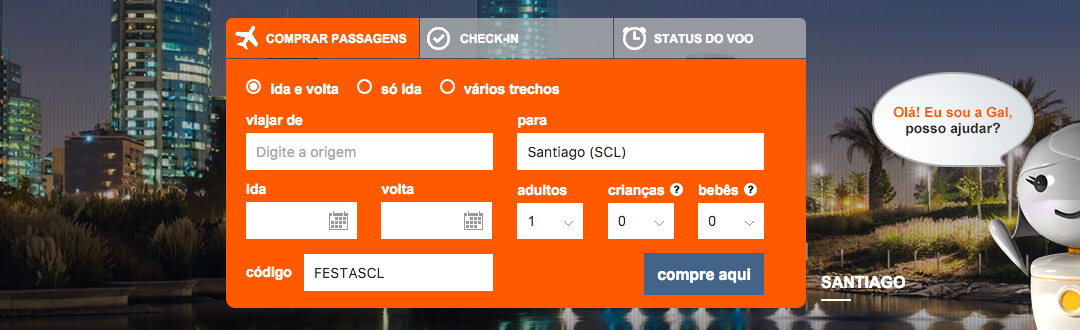 COMPRAR PASSAGENS
CHECK-IN
STATUS DO VOO
ida e volta
só ida
vários trechos
viajar de
para
Digite a origem
Santiago (SCL)
ida
volta
adultos
crianças ?
bebês ?
1
0
0
código
FESTASCL
compre aqui
SANTIAGO
Olá! Eu sou a Gal,
posso ajudar?